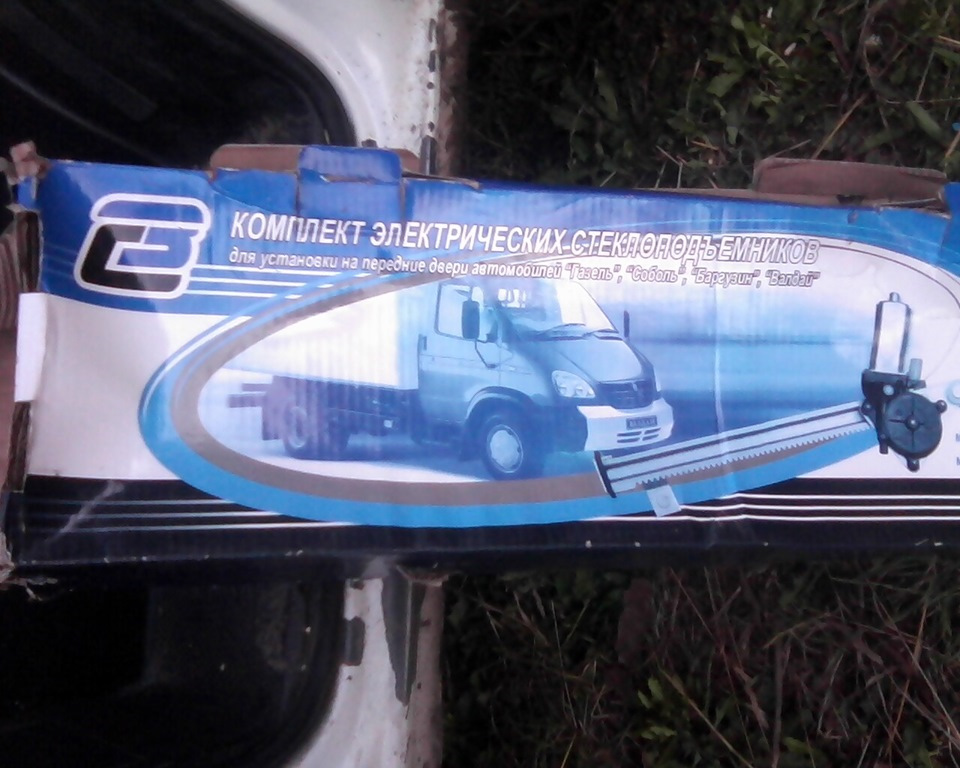 КОМПЛЕКТ ЭЛЕКТРИЧЕСКИХ СТЕКЛОПОДЪЕМНИКОВ
для установки на передние двери автомобилей "Газель", "Соболь", "Баргузин", "Валдай"